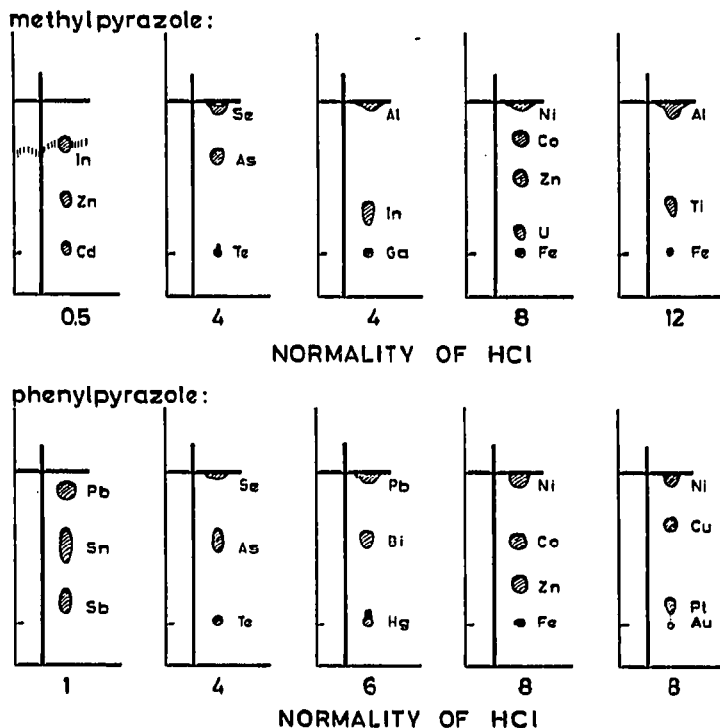 methylpyrazole:
Se
Al
Ni
Al
In
As
Co
Zn
Zn
In
Ti
Cd
Te
Ga
U
Fe
Fe
0.5
4
4
8
12
NORMALITY OF HCl
phenylpyrazole:
Pb
Se
Pb
Ni
Ni
Sn
As
Bi
Co
Cu
Sb
Zn
Te
Hg
Fe
Pt
Au
1
4
6
8
8
NORMALITY OF HCl